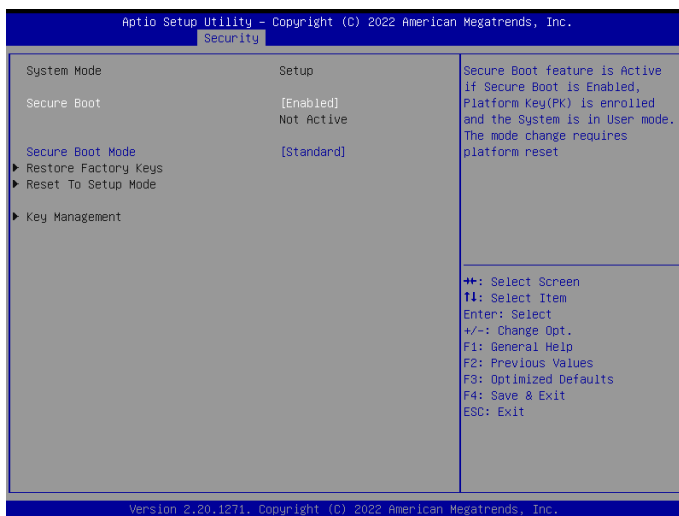 Aptio Setup Utility – Copyright (C) 2022 American Megatrends, Inc.
Security
System Mode Setup
Secure Boot [Enabled]
Not Active
Secure Boot Mode [Standard]
▶ Restore Factory Keys
▶ Reset To Setup Mode
▶ Key Management
Secure Boot feature is Active
if Secure Boot is Enabled,
Platform Key(PK) is enrolled
and the System is in User mode.
The mode change requires
platform reset
→←: Select Screen
↑↓: Select Item
Enter: Select
+/-: Change Opt.
F1: General Help
F2: Previous Values
F3: Optimized Defaults
F4: Save & Exit
ESC: Exit
Version 2.20.1271. Copyright (C) 2022 American Megatrends, Inc.